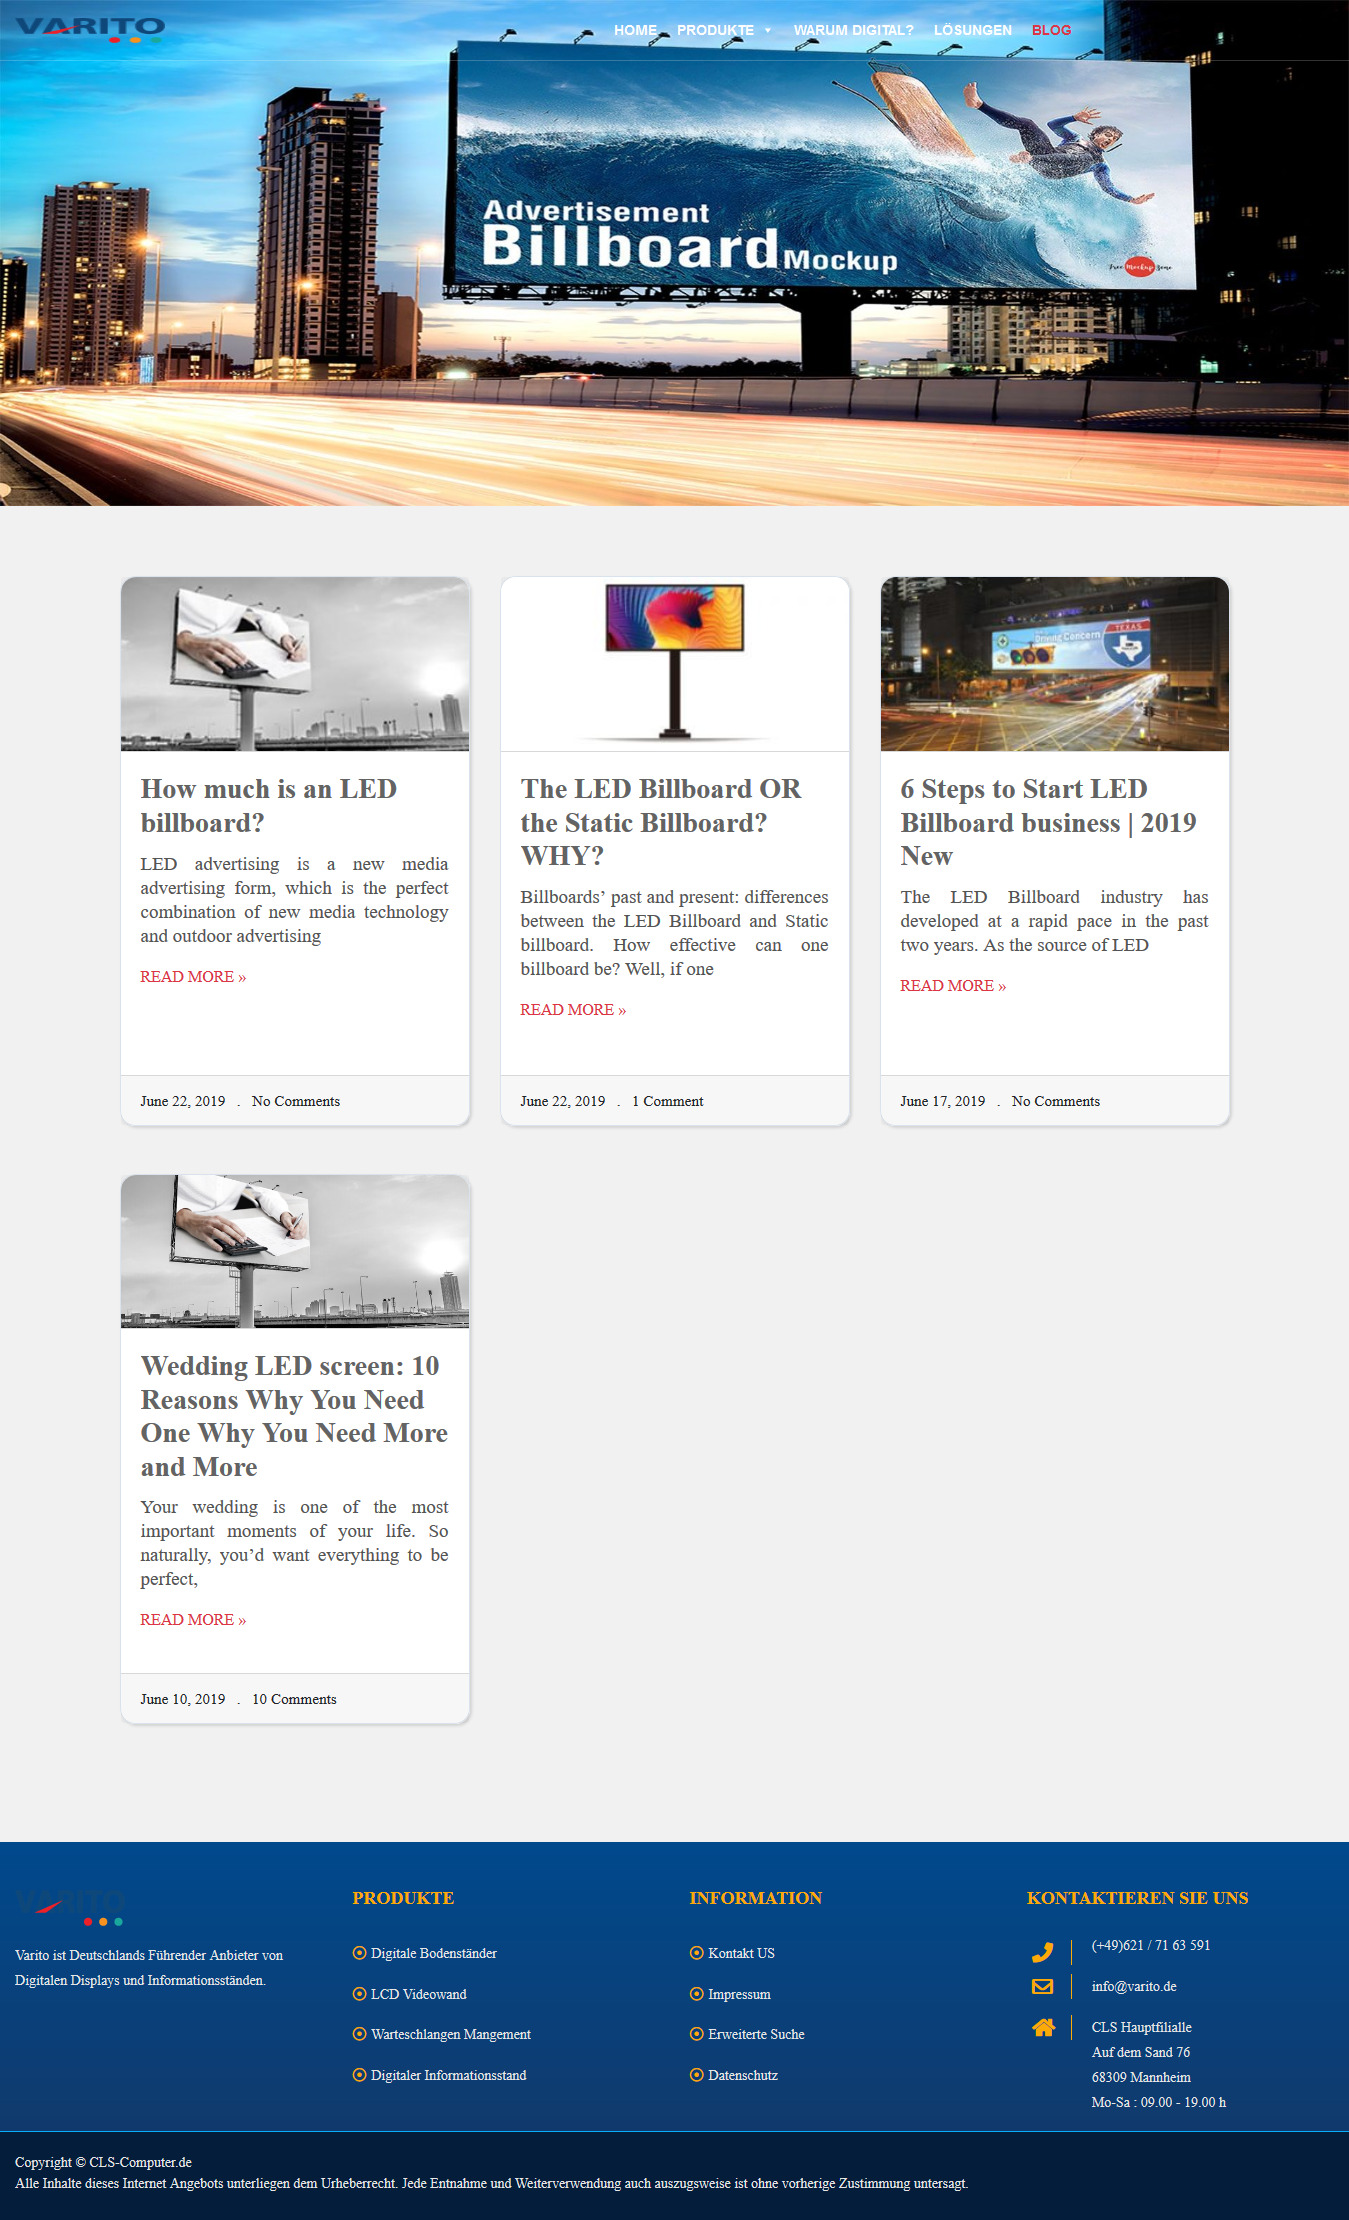 VARITO
HOME PRODUKTE WARUM DIGITAL? LÖSUNGEN BLOG
Advertisement
Billboard Mockup
Free Mockup Zone
Driving Concern
TEXAS
How much is an LED
billboard?
LED advertising is a new media
advertising form, which is the perfect
combination of new media technology
and outdoor advertising
READ MORE »
June 22, 2019 . No Comments
The LED Billboard OR
the Static Billboard?
WHY?
Billboards’ past and present: differences
between the LED Billboard and Static
billboard. How effective can one
billboard be? Well, if one
READ MORE »
June 22, 2019 . 1 Comment
6 Steps to Start LED
Billboard business | 2019
New
The LED Billboard industry has
developed at a rapid pace in the past
two years. As the source of LED
READ MORE »
June 17, 2019 . No Comments
Wedding LED screen: 10
Reasons Why You Need
One Why You Need More
and More
Your wedding is one of the most
important moments of your life. So
naturally, you’d want everything to be
perfect,
READ MORE »
June 10, 2019 . 10 Comments
VARITO
Varito ist Deutschlands Führender Anbieter von
Digitalen Displays und Informationsständen.
PRODUKTE
Digitale Bodenständer
LCD Videowand
Warteschlangen Mangement
Digitaler Informationsstand
INFORMATION
Kontakt US
Impressum
Erweiterte Suche
Datenschutz
KONTAKTIEREN SIE UNS
(+49)621 / 71 63 591
info@varito.de
CLS Hauptfilialle
Auf dem Sand 76
68309 Mannheim
Mo-Sa : 09.00 - 19.00 h
Copyright © CLS-Computer.de
Alle Inhalte dieses Internet Angebots unterliegen dem Urheberrecht. Jede Entnahme und Weiterverwendung auch auszugsweise ist ohne vorherige Zustimmung untersagt.